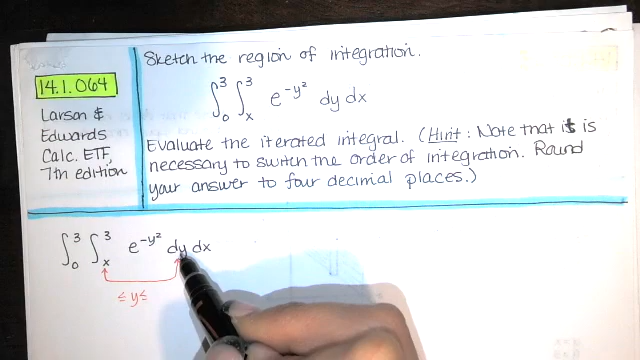 Sketch the region of integration.
14.1.064
∫₀³ ∫ₓ³ e^(-y²) dy dx
Larson &
Edwards
Calc. ETF,
7th edition
Evaluate the iterated integral. (Hint: Note that it is
necessary to switch the order of integration. Round
your answer to four decimal places.)
∫₀³ ∫ₓ³ e^(-y²) dy dx
≤ y ≤